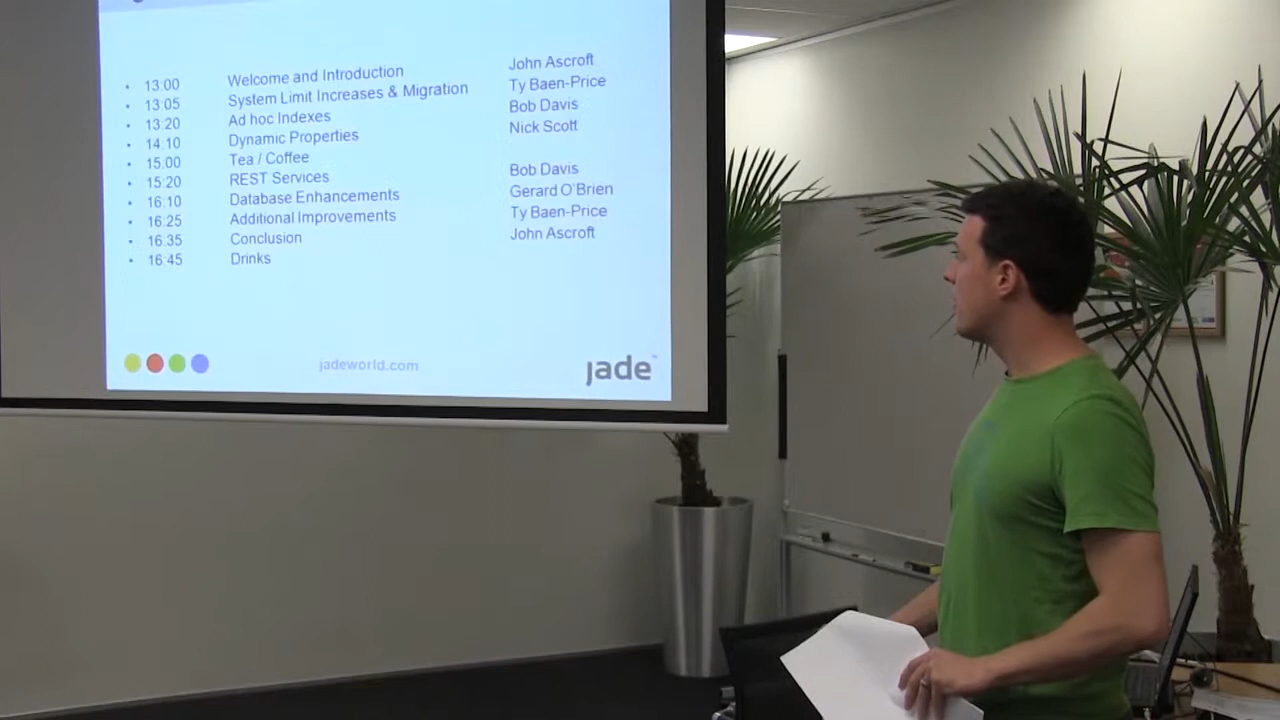 • 13:00 Welcome and Introduction John Ascroft
• 13:05 System Limit Increases & Migration Ty Baen-Price
• 13:20 Ad hoc Indexes Bob Davis
• 14:10 Dynamic Properties Nick Scott
• 15:00 Tea / Coffee
• 15:20 REST Services Bob Davis
• 16:10 Database Enhancements Gerard O'Brien
• 16:25 Additional Improvements Ty Baen-Price
• 16:35 Conclusion John Ascroft
• 16:45 Drinks
jadeworld.com
jade™